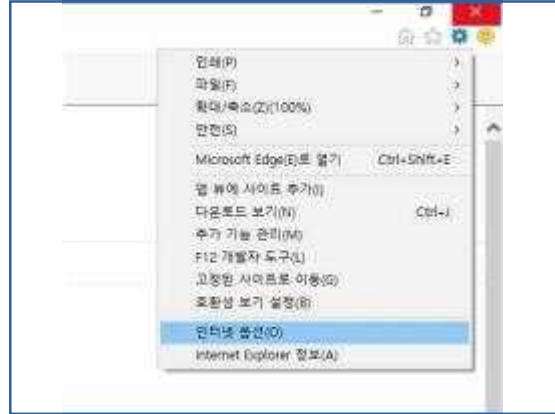 인쇄(P)
파일(F)
확대/축소(Z)(100%)
안전(S)
Microsoft Edge(E)로 열기 Ctrl+Shift+E
앱 뷰에 사이트 추가(I)
다운로드 보기(N) Ctrl+J
추가 기능 관리(M)
F12 개발자 도구(L)
고정된 사이트로 이동(G)
호환성 보기 설정(B)
인터넷 옵션(O)
Internet Explorer 정보(A)